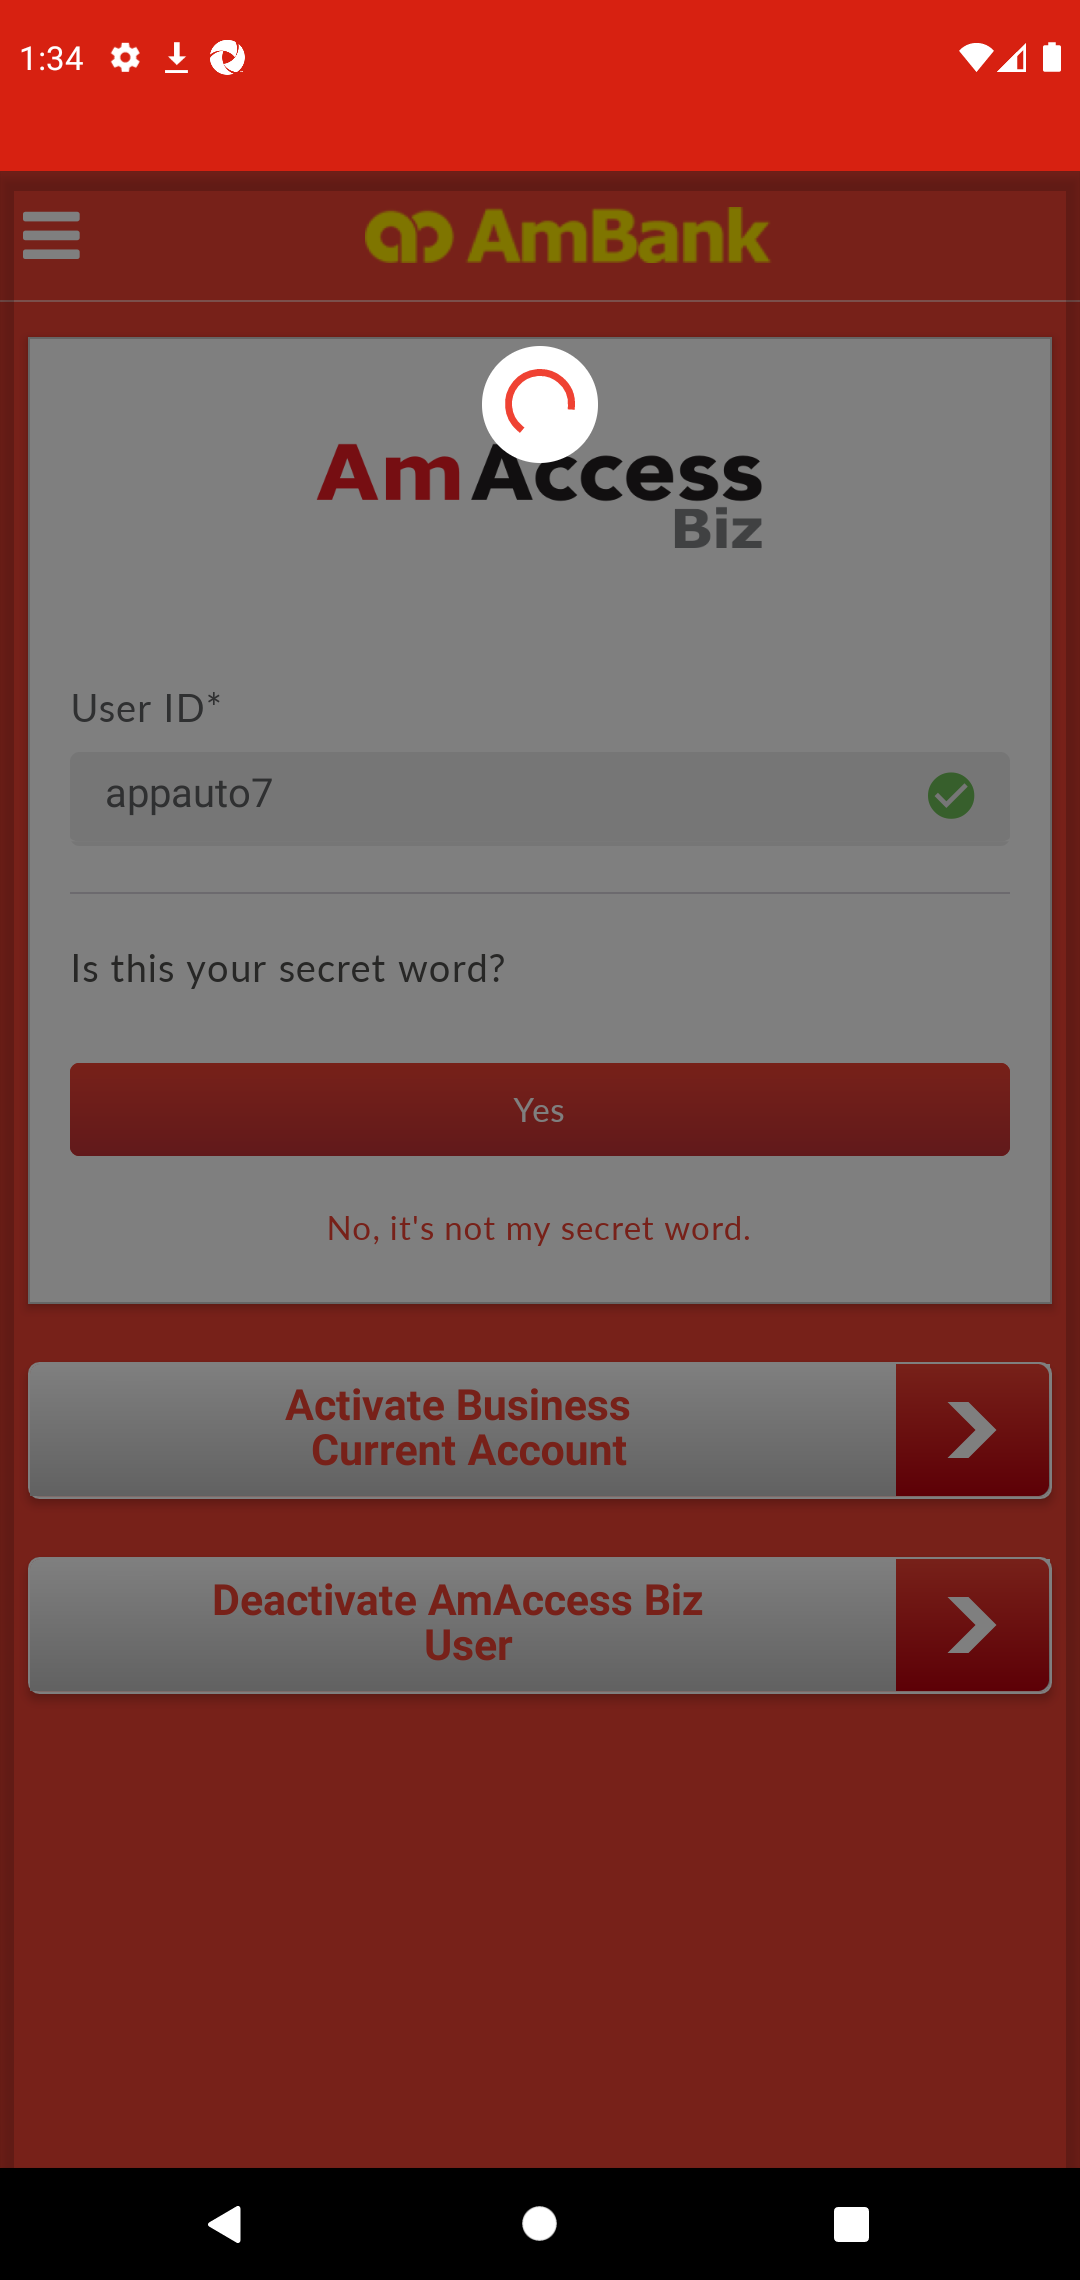 1:34
AmBank
AmAccess
Biz
User ID*
appauto7
Is this your secret word?
Yes
No, it's not my secret word.
Activate Business
Current Account
Deactivate AmAccess Biz
User